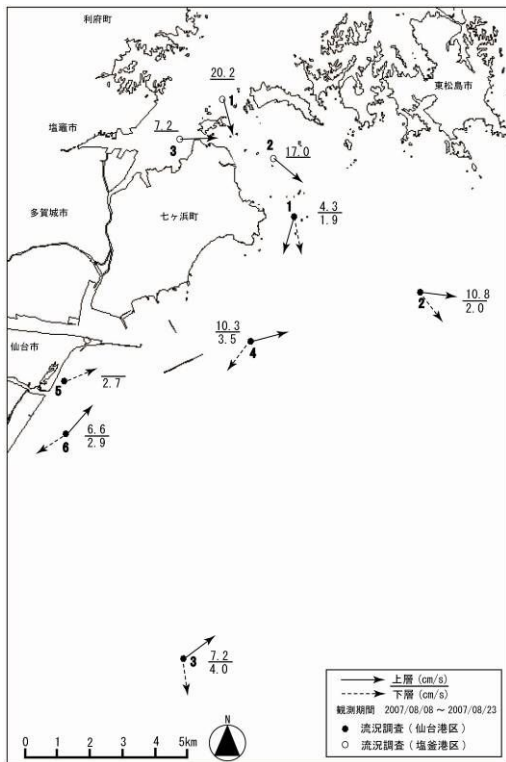 利府町
東松島市
20.2
1
塩竈市
7.2
3
2
17.0
多賀城市
七ヶ浜町
1
4.3
1.9
2
10.8
2.0
仙台市
10.3
3.5
4
5
2.7
6
6.6
2.9
3
7.2
4.0
上層(cm/s)
下層(cm/s)
観測期間 2007/08/08 ~ 2007/08/23
● 流況調査(仙台港区)
○ 流況調査(塩釜港区)
N
0 1 2 3 4 5km